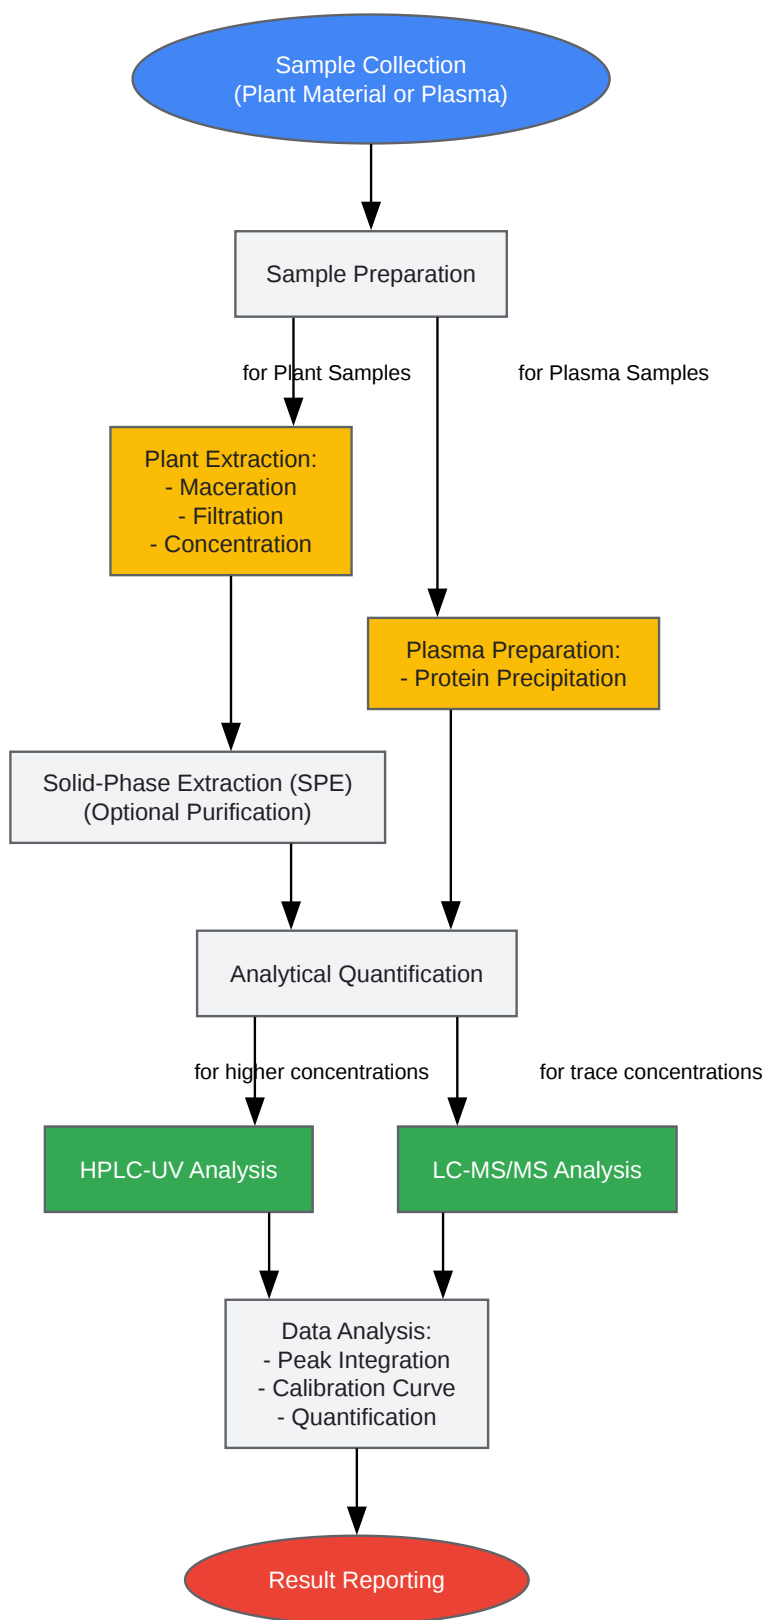 Sample Collection
(Plant Material or Plasma)
Sample Preparation
for Plant Samples
for Plasma Samples
Plant Extraction:
- Maceration
- Filtration
- Concentration
Plasma Preparation:
- Protein Precipitation
Solid-Phase Extraction (SPE)
(Optional Purification)
Analytical Quantification
for higher concentrations
for trace concentrations
HPLC-UV Analysis
LC-MS/MS Analysis
Data Analysis:
- Peak Integration
- Calibration Curve
- Quantification
Result Reporting